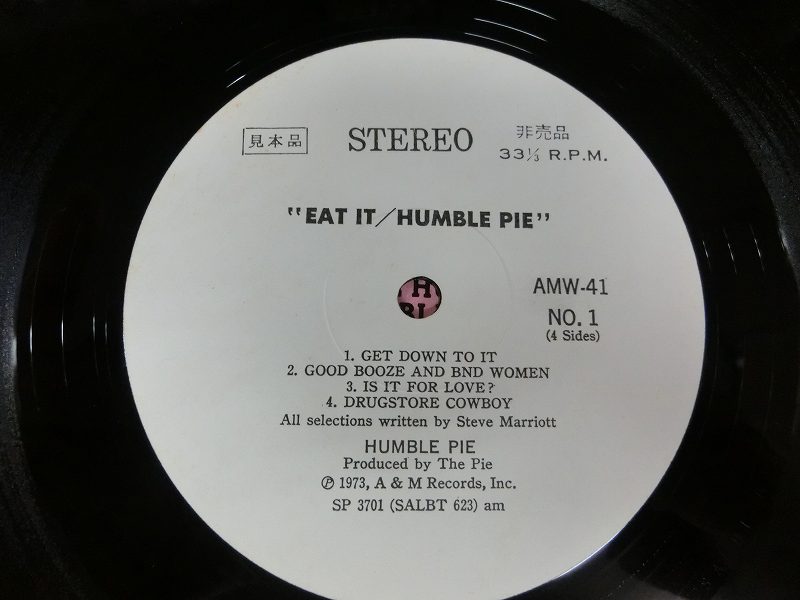 見本品 STEREO 非売品
33⅓ R.P.M.
"EAT IT/HUMBLE PIE"
AMW-41
NO. 1
(4 Sides)
1. GET DOWN TO IT
2. GOOD BOOZE AND BND WOMEN
3. IS IT FOR LOVE?
4. DRUGSTORE COWBOY
All selections written by Steve Marriott
HUMBLE PIE
Produced by The Pie
Ⓟ 1973, A & M Records, Inc.
SP 3701 (SALBT 623) am